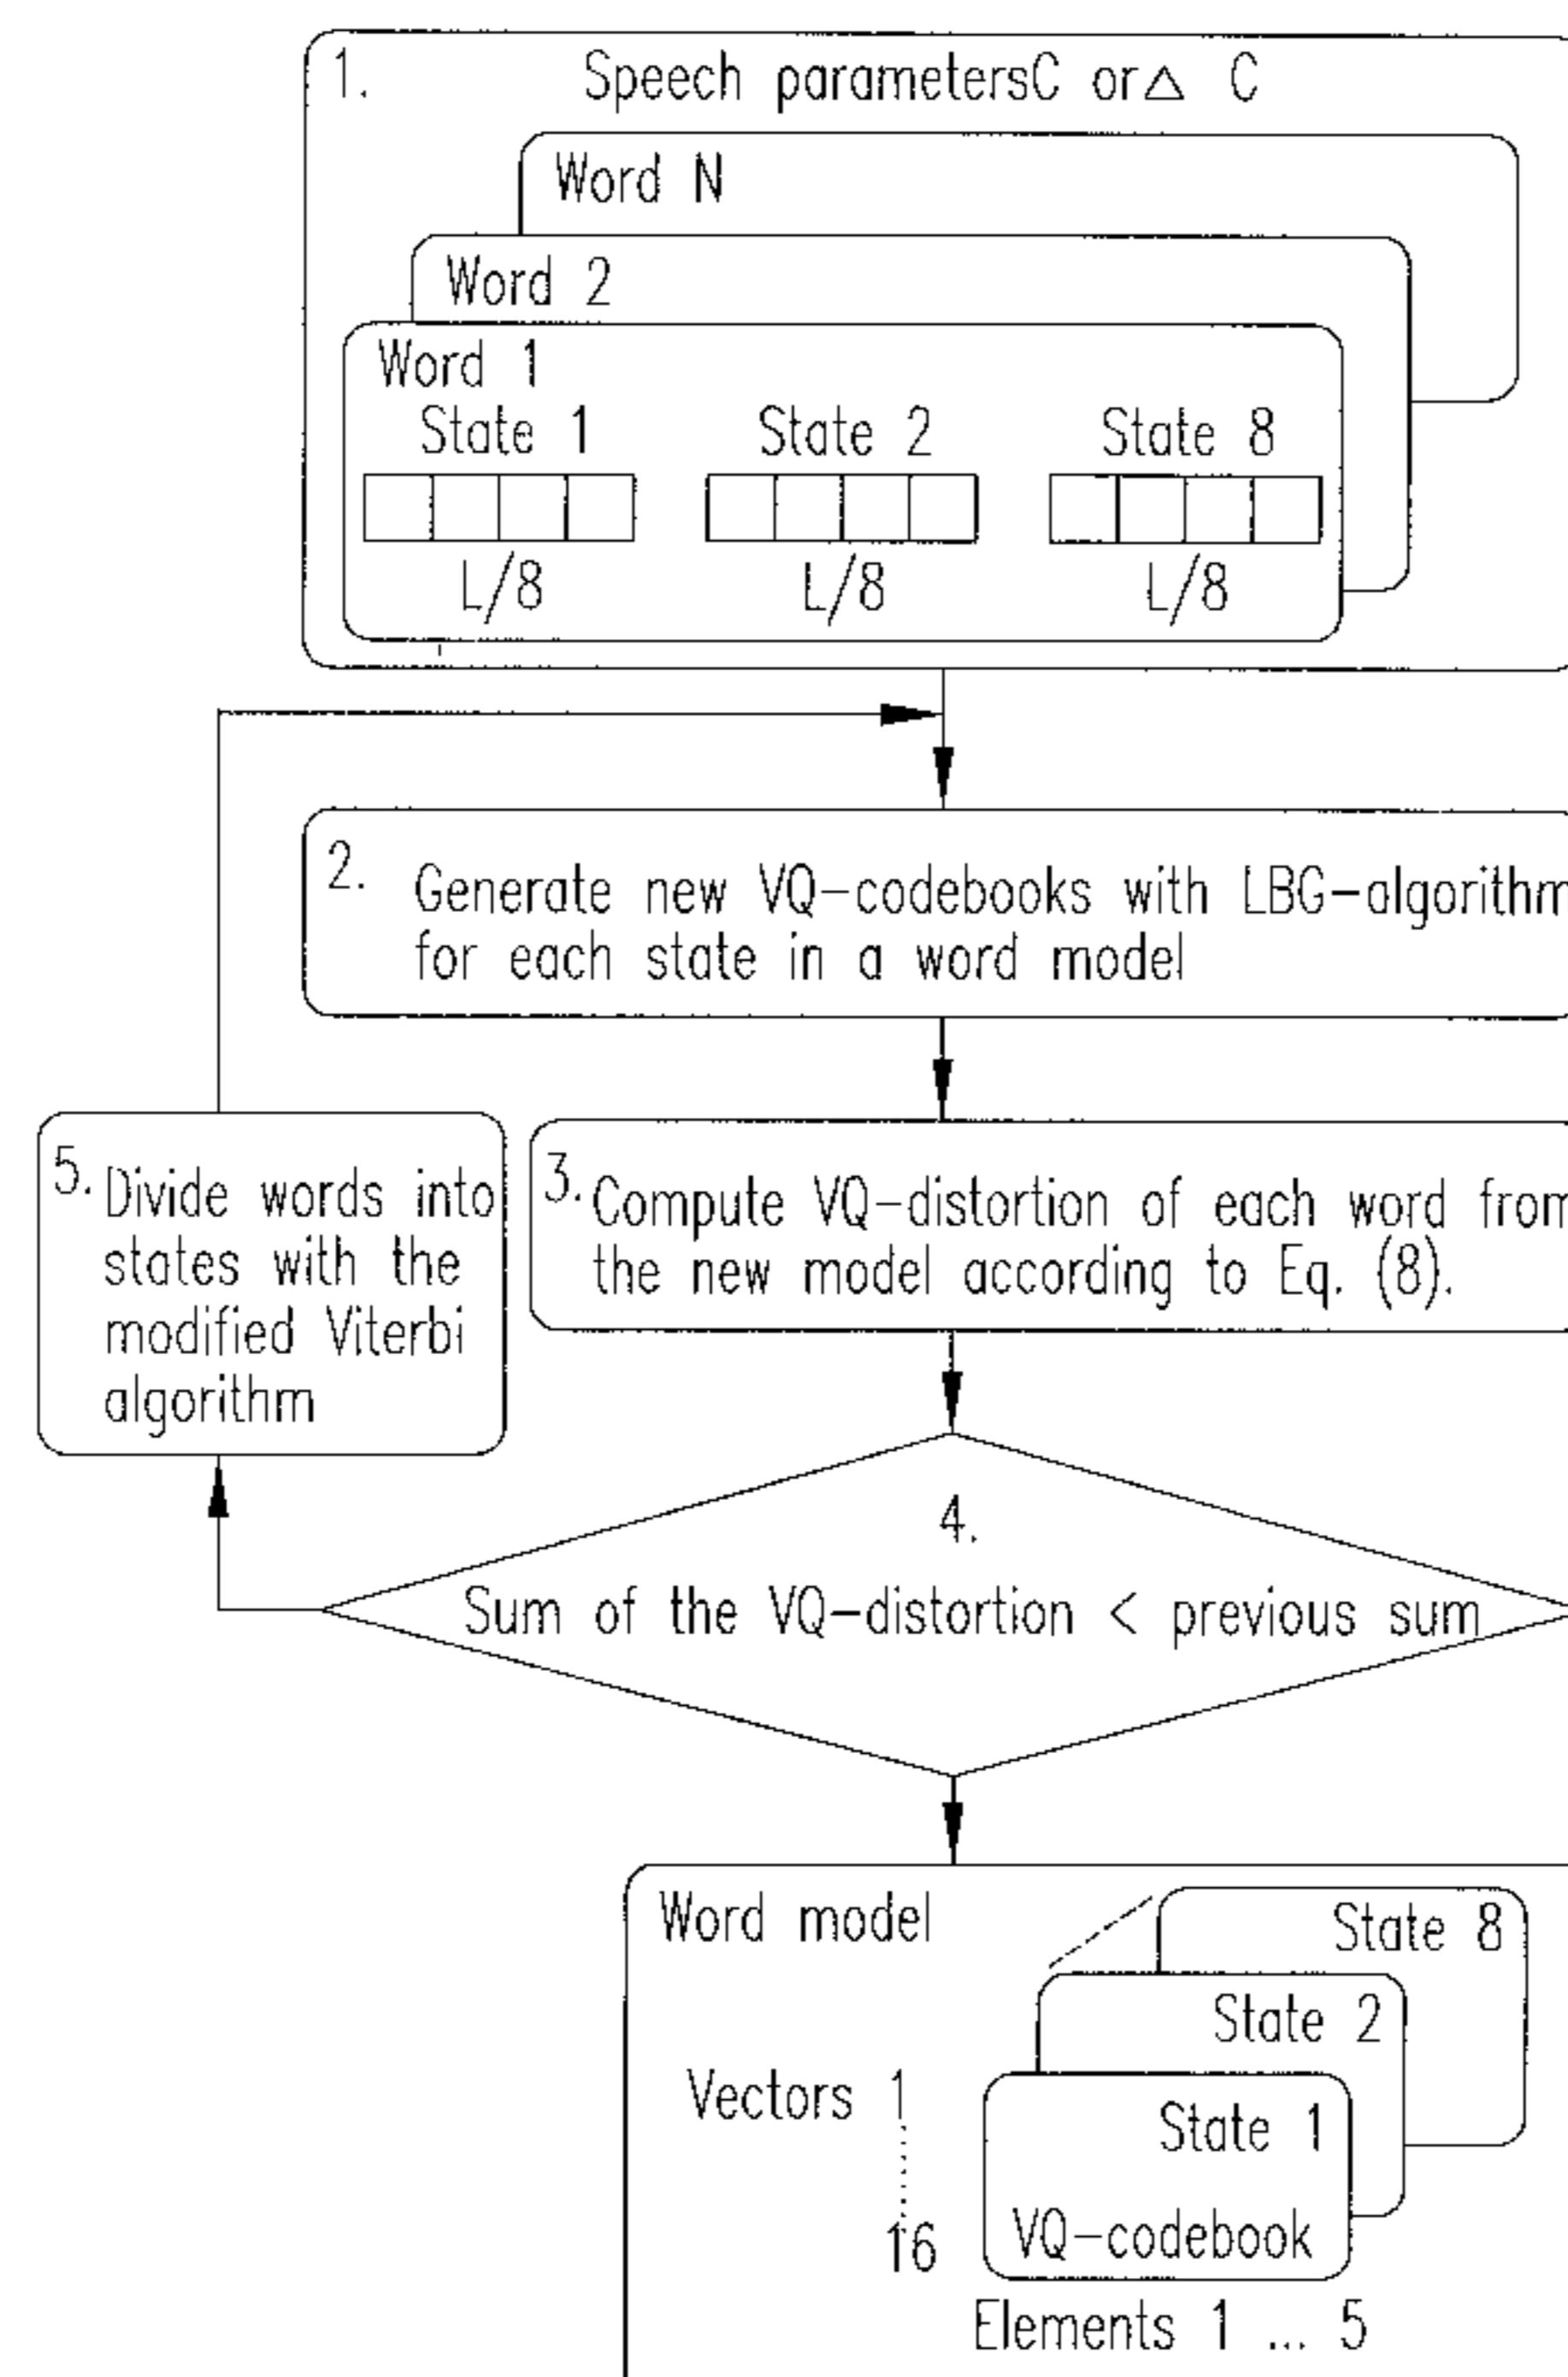 1. Speech parametersC or△ C
Word N
Word 2
Word 1
State 1 State 2 State 8
L/8 L/8 L/8
2. Generate new VQ-codebooks with LBG-algorithm
for each state in a word model
5. Divide words into
states with the
modified Viterbi
algorithm
3. Compute VQ-distortion of each word from
the new model according to Eq. (8).
4.
Sum of the VQ-distortion < previous sum
Word model
State 8
State 2
Vectors 1
State 1
16
VQ-codebook
Elements 1 ... 5